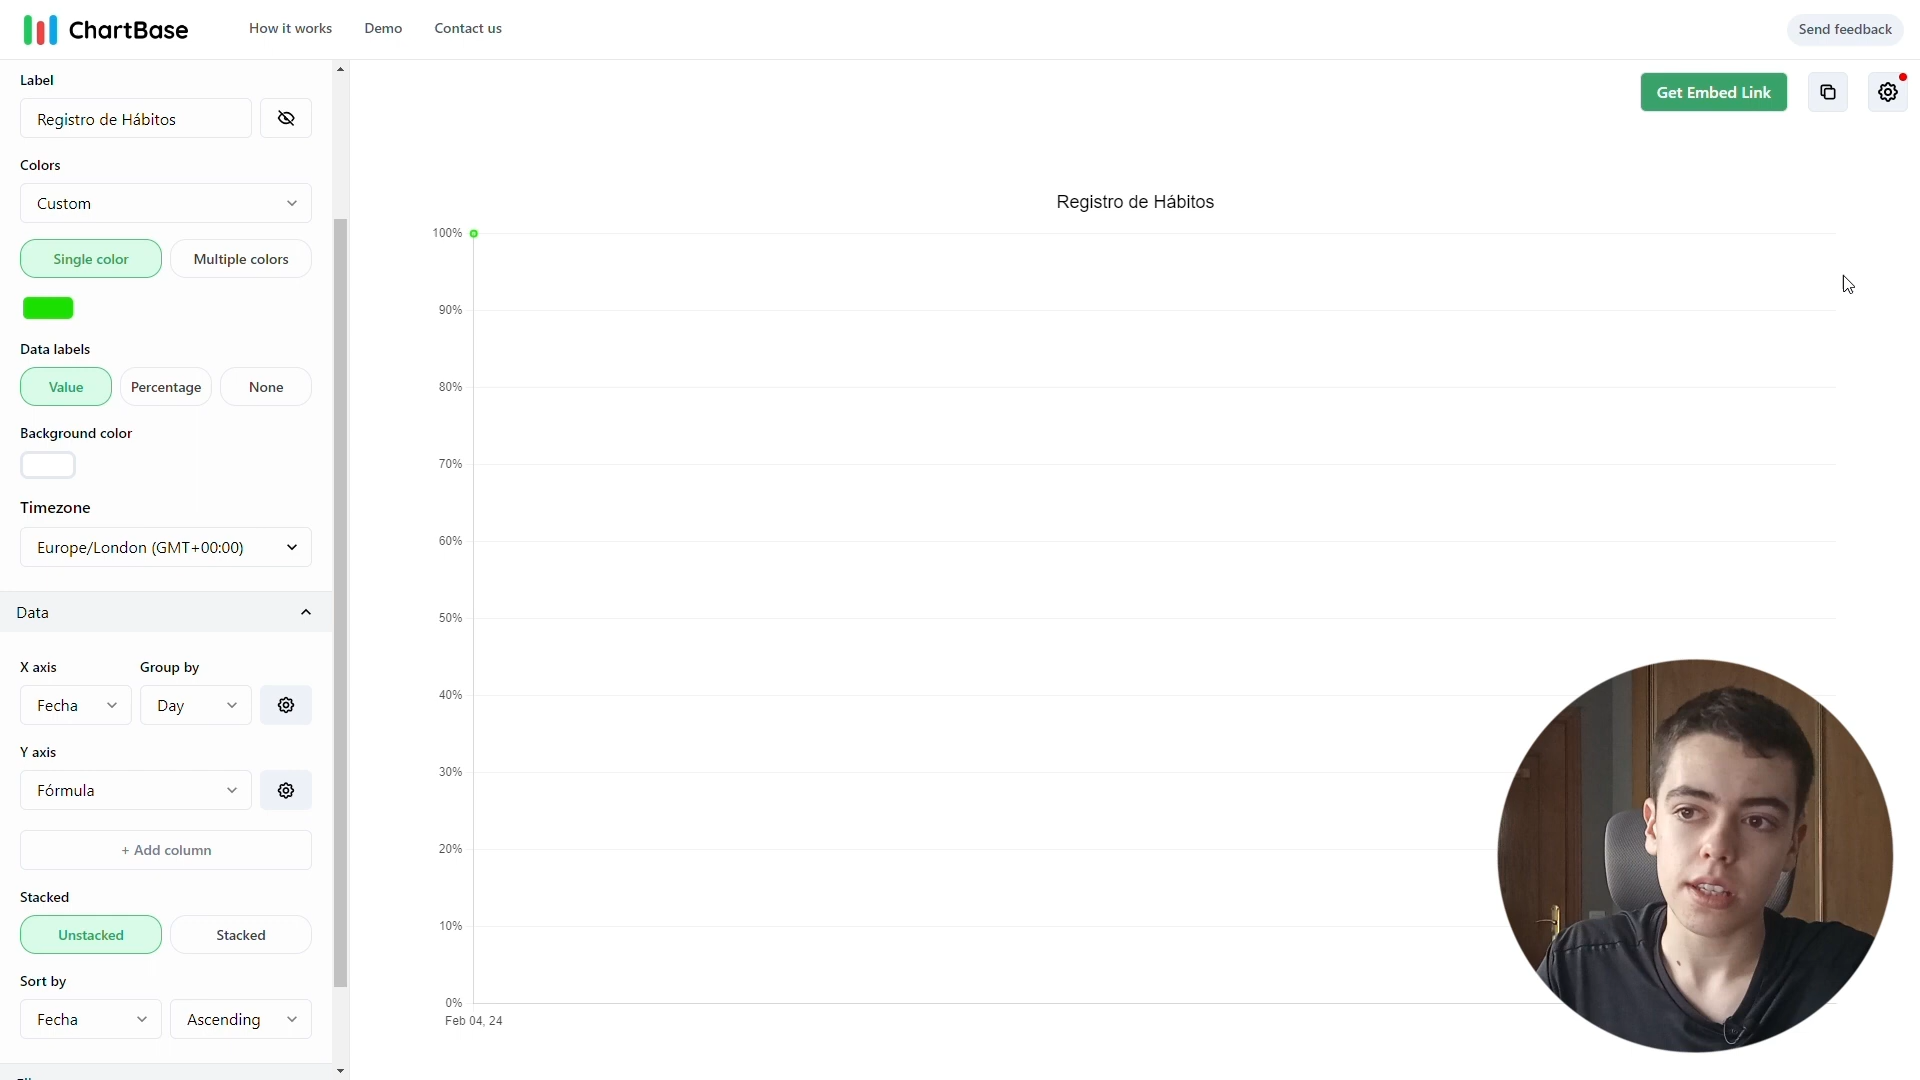 ChartBase
How it works
Demo
Contact us
Send feedback
Label
Registro de Hábitos
Colors
Custom
Single color
Multiple colors
Data labels
Value
Percentage
None
Background color
Timezone
Europe/London (GMT+00:00)
Data
X axis
Group by
Fecha
Day
Y axis
Fórmula
+ Add column
Stacked
Unstacked
Stacked
Sort by
Fecha
Ascending
Get Embed Link
Registro de Hábitos
100%
90%
80%
70%
60%
50%
40%
30%
20%
10%
0%
Feb 04, 24